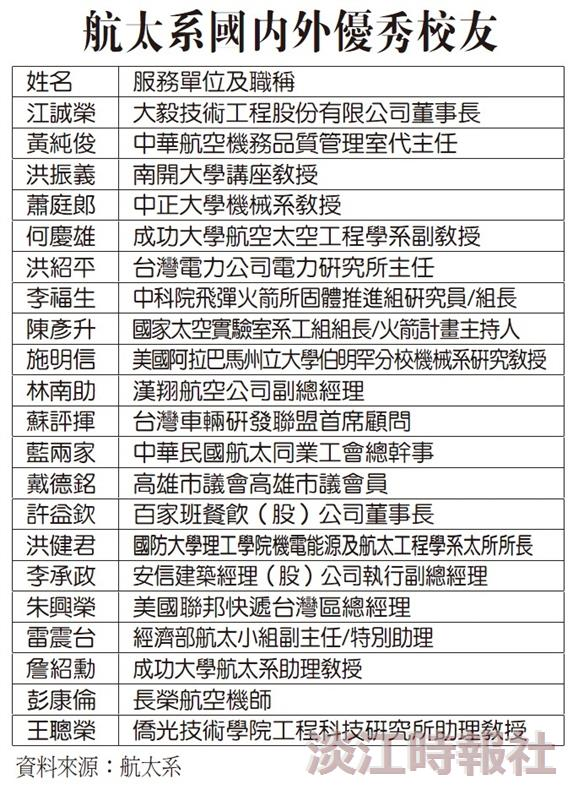 航太系國內外優秀校友
姓名 服務單位及職稱
江誠榮 大毅技術工程股份有限公司董事長
黃純俊 中華航空機務品質管理室代主任
洪振義 南開大學講座教授
蕭庭郎 中正大學機械系教授
何慶雄 成功大學航空太空工程學系副教授
洪紹平 台灣電力公司電力研究所主任
李福生 中科院飛彈火箭所固體推進組研究員/組長
陳彥升 國家太空實驗室系工組組長/火箭計畫主持人
施明信 美國阿拉巴馬州立大學伯明罕分校機械系研究教授
林南助 漢翔航空公司副總經理
蘇評揮 台灣車輛研發聯盟首席顧問
藍兩家 中華民國航太同業工會總幹事
戴德銘 高雄市議會高雄市議會員
許益欽 百家班餐飲（股）公司董事長
洪健君 國防大學理工學院機電能源及航太工程學系太所所長
李承政 安信建築經理（股）公司執行副總經理
朱興榮 美國聯邦快遞台灣區總經理
雷震台 經濟部航太小組副主任/特別助理
詹紹勳 成功大學航太系助理教授
彭康倫 長榮航空機師
王聰榮 僑光技術學院工程科技研究所助理教授
資料來源：航太系
淡江時報社